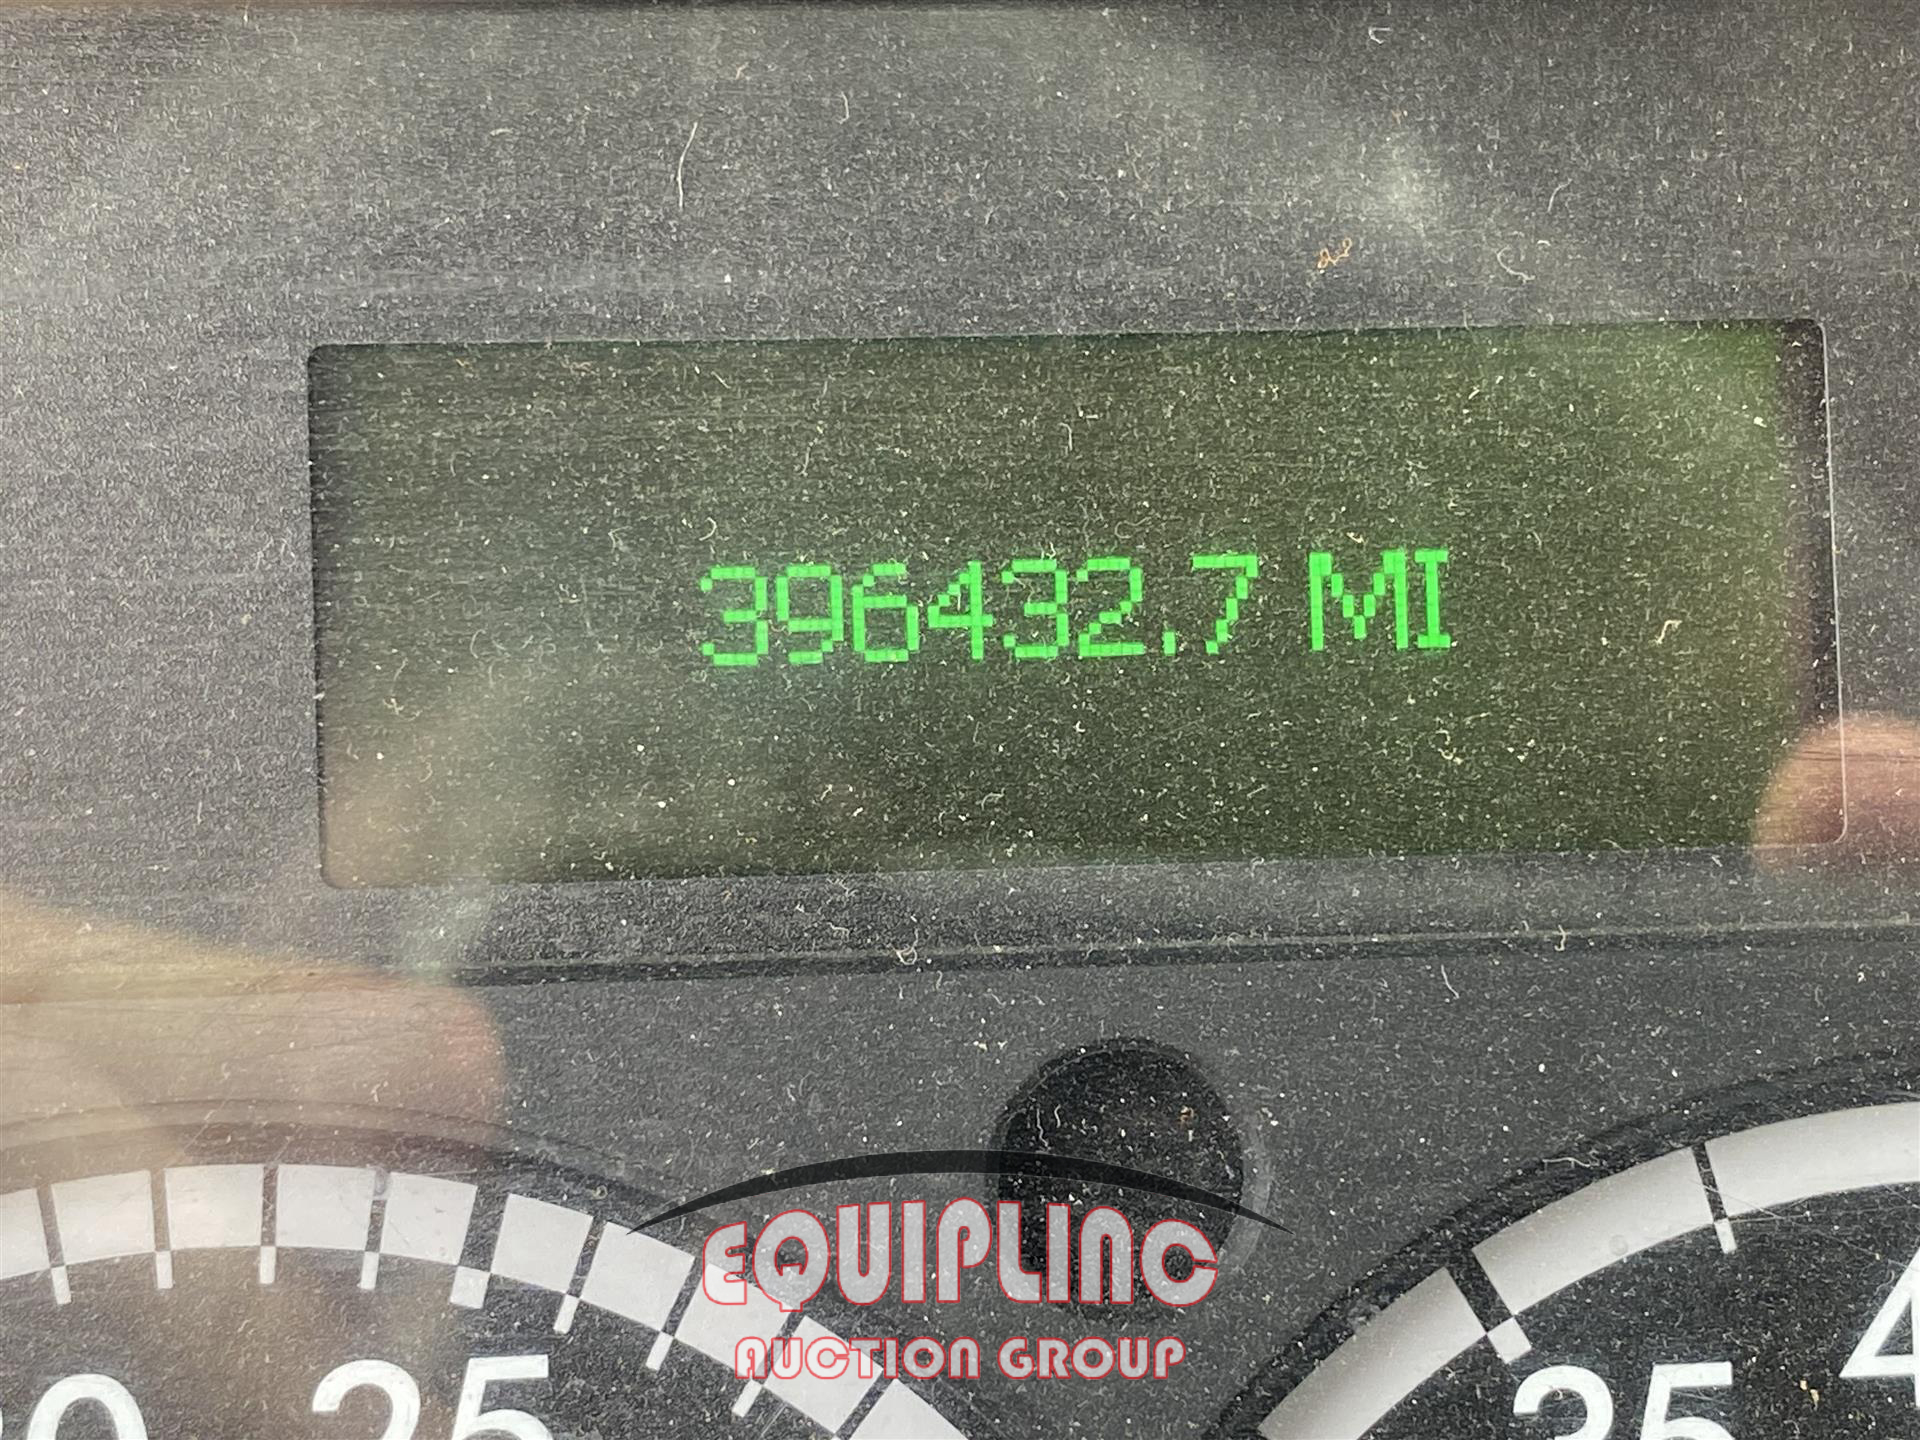 396432.7 MI
EQUIPLINC
AUCTION GROUP
25
35